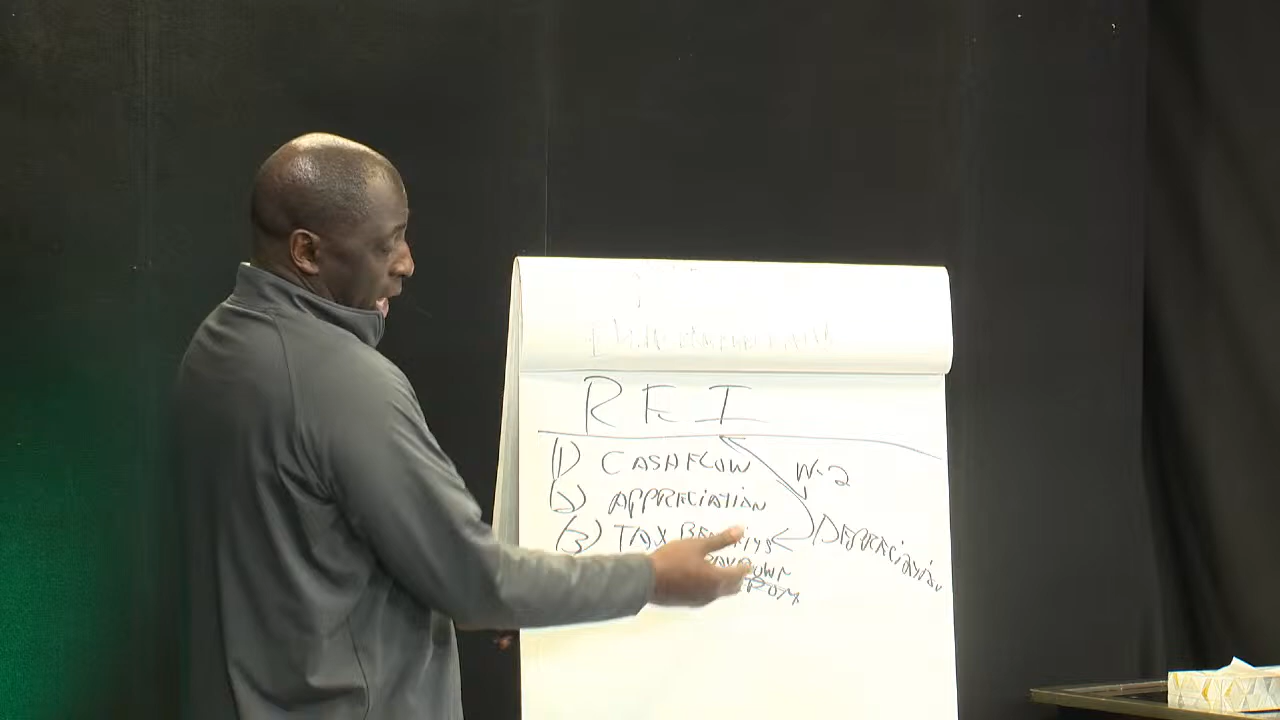 REI
(1) CASHFLOW
W-2
(2) APPRECIATION
(3) TAX BENEFITS
DEPRECIATION